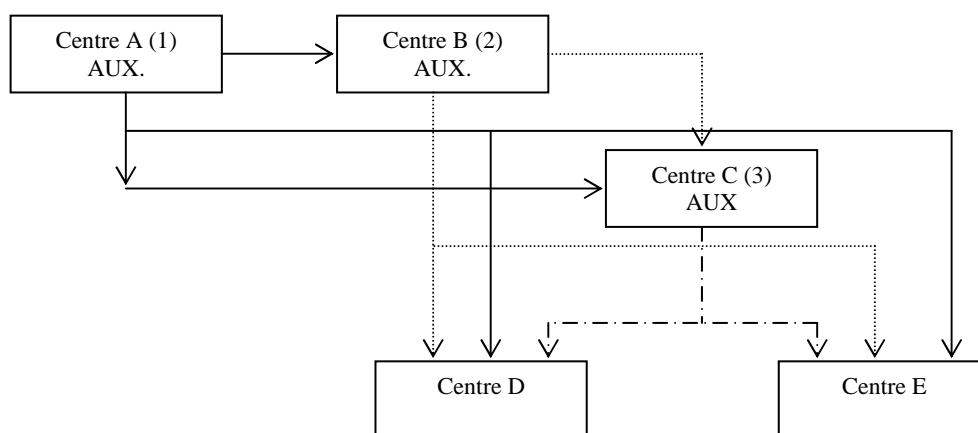 Centre A (1)
AUX.
Centre B (2)
AUX.
Centre C (3)
AUX
Centre D
Centre E